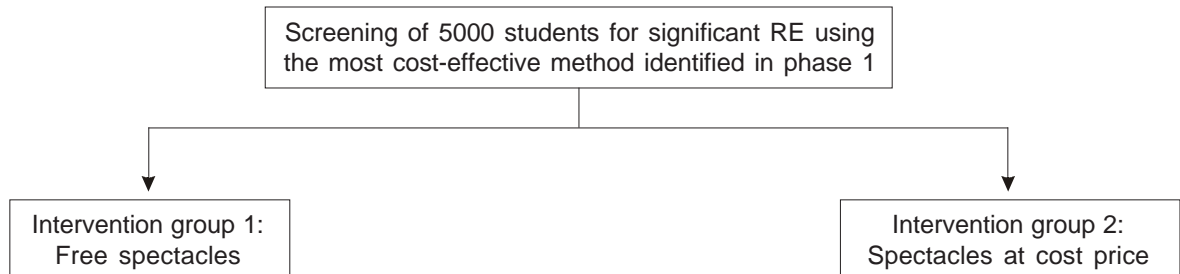 Screening of 5000 students for significant RE using
the most cost-effective method identified in phase 1
Intervention group 1:
Free spectacles
Intervention group 2:
Spectacles at cost price